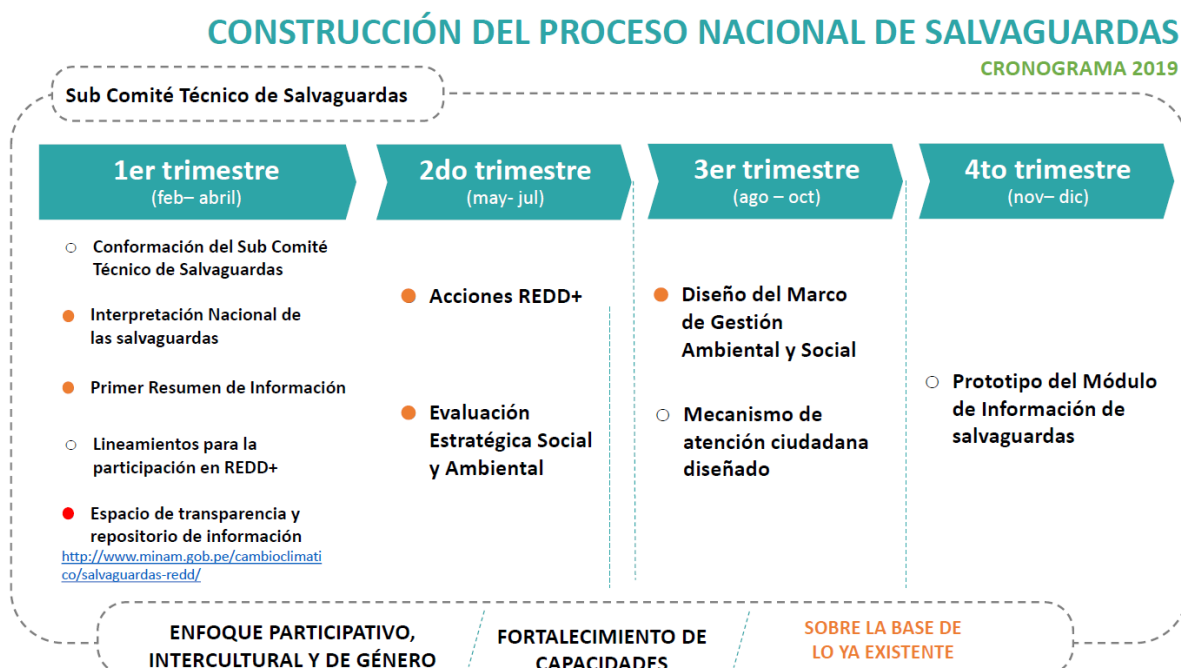 CONSTRUCCIÓN DEL PROCESO NACIONAL DE SALVAGUARDAS
CRONOGRAMA 2019
Sub Comité Técnico de Salvaguardas
1er trimestre
(feb– abril)
2do trimestre
(may- jul)
3er trimestre
(ago – oct)
4to trimestre
(nov– dic)
Conformación del Sub Comité
Técnico de Salvaguardas
Interpretación Nacional de
las salvaguardas
Primer Resumen de Información
Lineamientos para la
participación en REDD+
Espacio de transparencia y
repositorio de información
http://www.minam.gob.pe/cambioclimati
co/salvaguardas-redd/
Acciones REDD+
Evaluación
Estratégica Social
y Ambiental
Diseño del Marco
de Gestión
Ambiental y Social
Mecanismo de
atención ciudadana
diseñado
Prototipo del Módulo
de Información de
salvaguardas
ENFOQUE PARTICIPATIVO,
INTERCULTURAL Y DE GÉNERO
FORTALECIMIENTO DE
CAPACIDADES
SOBRE LA BASE DE
LO YA EXISTENTE